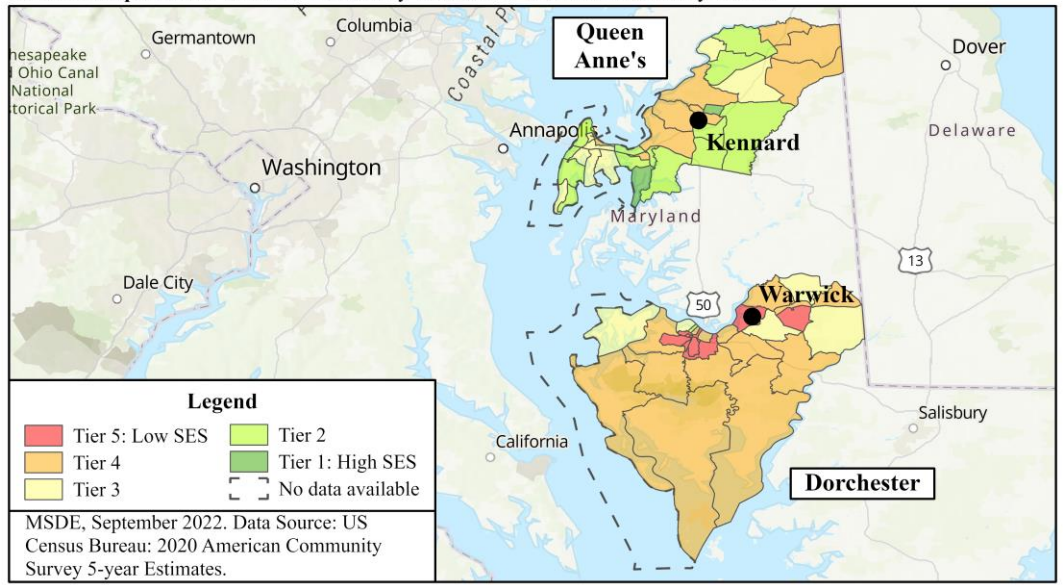 Germantown
Columbia
Coastal
Queen
Anne's
Dover
hesapeake
Ohio Canal
National
storical Park
Annapolis
Kennard
Delaware
Washington
Maryland
13
Dale City
50
Warwick
Legend
Tier 5: Low SES
Tier 2
Tier 4
Tier 1: High SES
Tier 3
No data available
California
Salisbury
Dorchester
MSDE, September 2022. Data Source: US
Census Bureau: 2020 American Community
Survey 5-year Estimates.